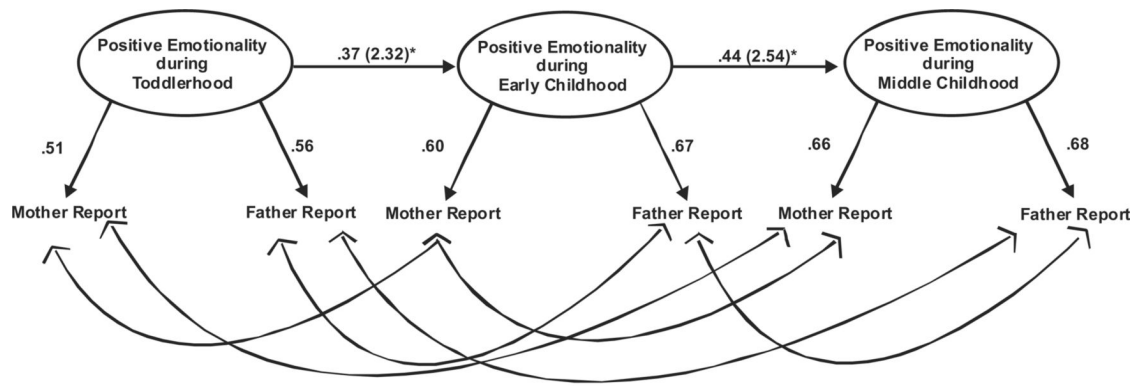 Positive Emotionality
during
Toddlerhood
.37 (2.32)*
Positive Emotionality
during
Early Childhood
.44 (2.54)*
Positive Emotionality
during
Middle Childhood
.51
.56
.60
.67
.66
.68
Mother Report
Father Report
Mother Report
Father Report
Mother Report
Father Report